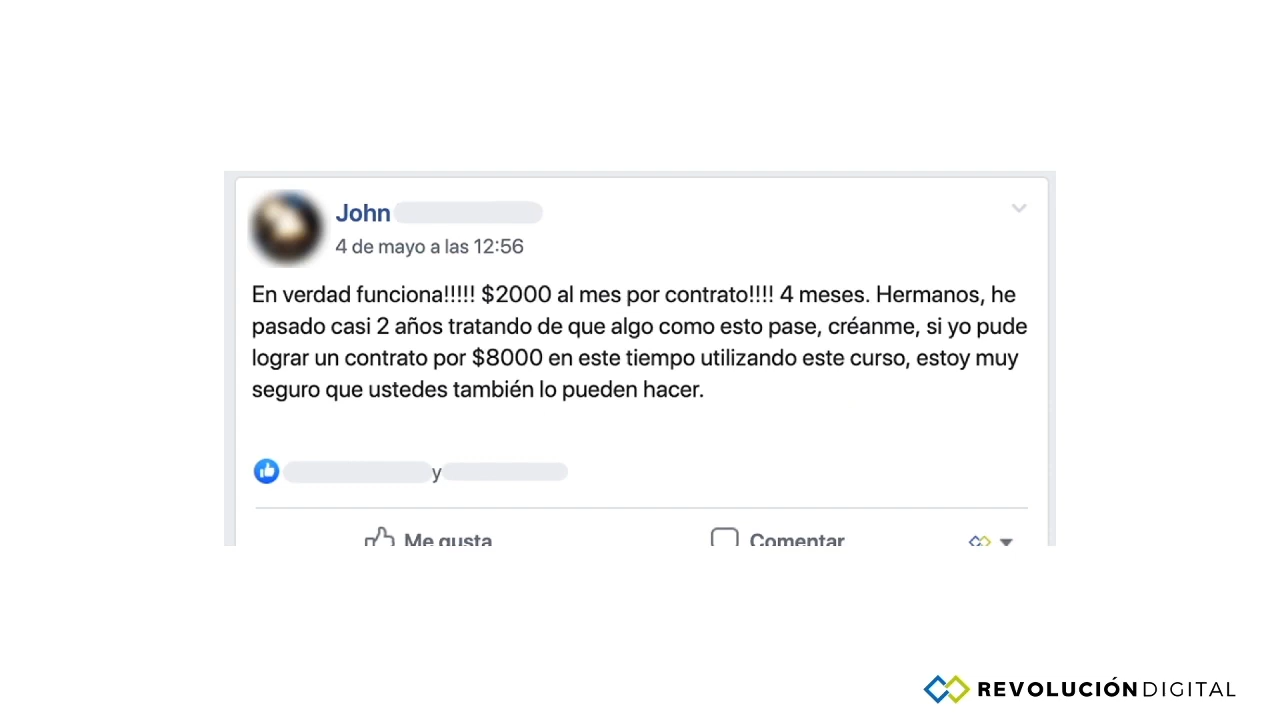 John
4 de mayo a las 12:56
En verdad funciona!!!!! $2000 al mes por contrato!!!! 4 meses. Hermanos, he
pasado casi 2 años tratando de que algo como esto pase, créanme, si yo pude
lograr un contrato por $8000 en este tiempo utilizando este curso, estoy muy
seguro que ustedes también lo pueden hacer.
y
Me gusta Comentar
REVOLUCIÓN DIGITAL